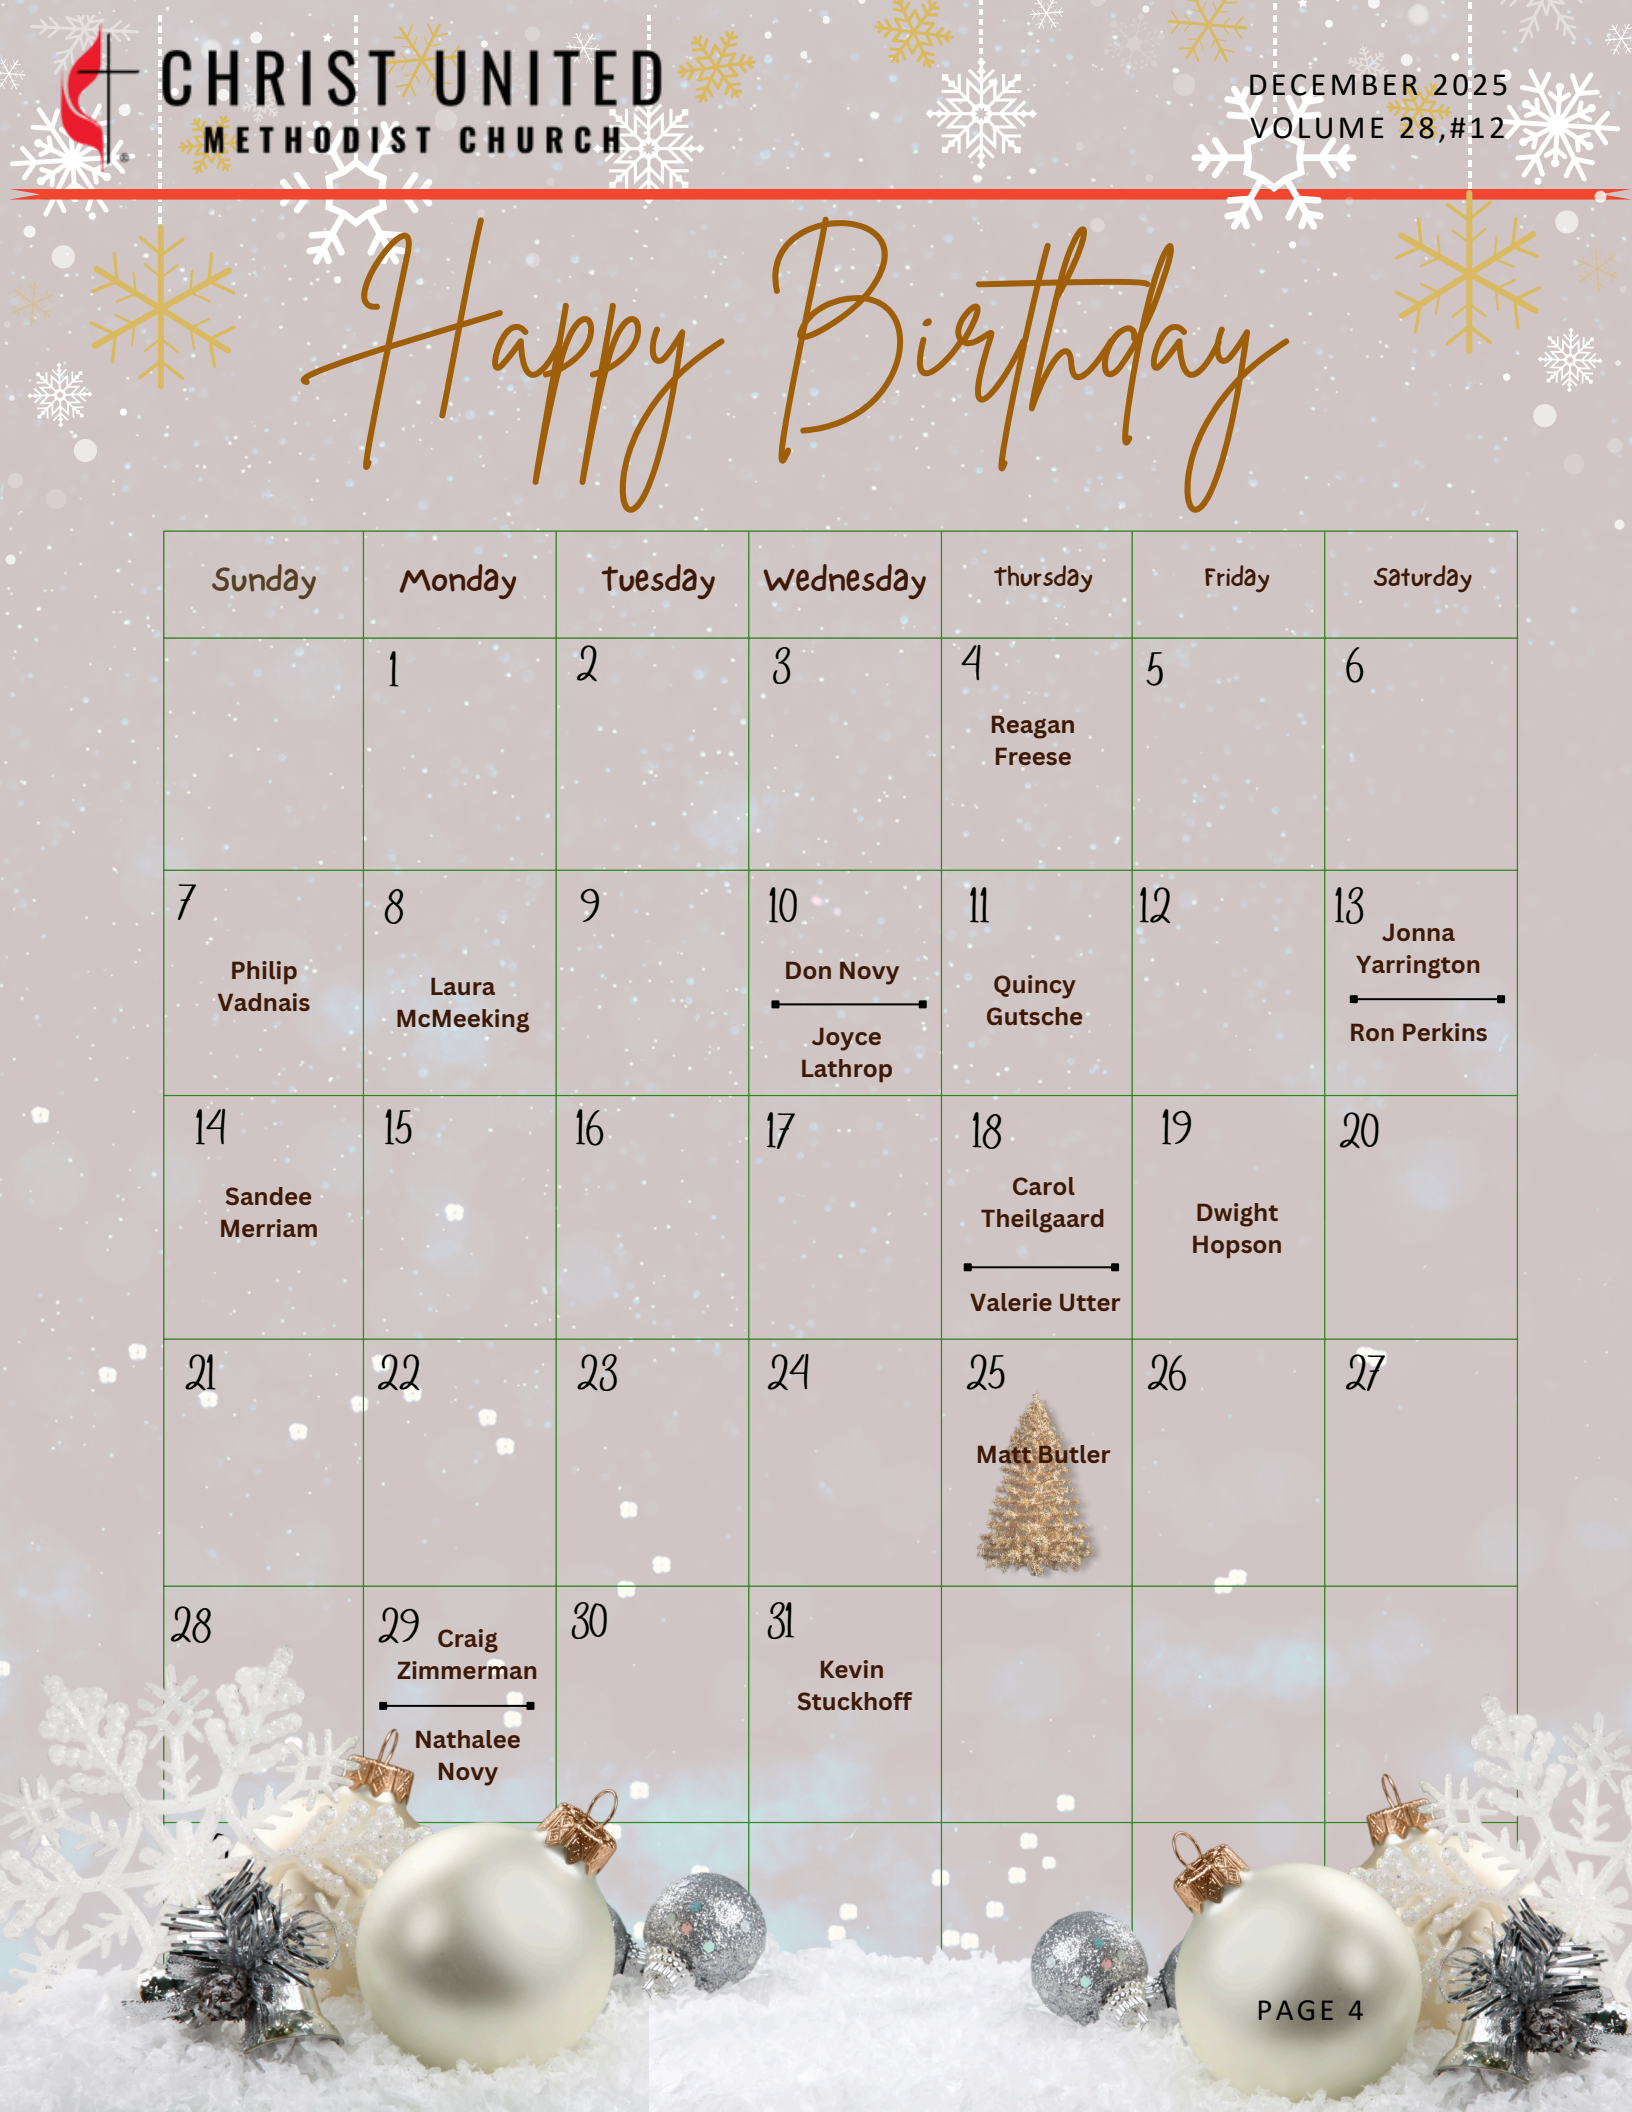 CHRIST UNITED
METHODIST CHURCH
DECEMBER 2025
VOLUME 28,#12
Happy Birthday
Sunday Monday Tuesday Wednesday Thursday Friday Saturday
1 2 3 4 5 6
Reagan
Freese
7 8 9 10 11 12 13
Philip
Vadnais
Laura
McMeeking
Don Novy
Joyce
Lathrop
Quincy
Gutsche
Jonna
Yarrington
Ron Perkins
14 15 16 17 18 19 20
Sandee
Merriam
Carol
Theilgaard
Valerie Utter
Dwight
Hopson
21 22 23 24 25 26 27
Matt Butler
28 29 30 31
Craig
Zimmerman
Nathalee
Novy
Kevin
Stuckhoff
PAGE 4